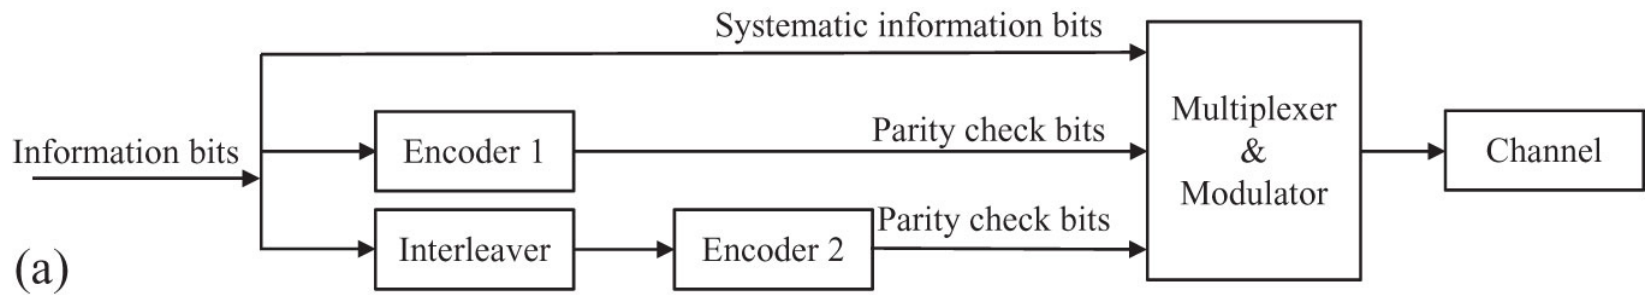 Systematic information bits
Information bits
Encoder 1
Parity check bits
Interleaver
Encoder 2
Parity check bits
Multiplexer
&
Modulator
Channel
(a)